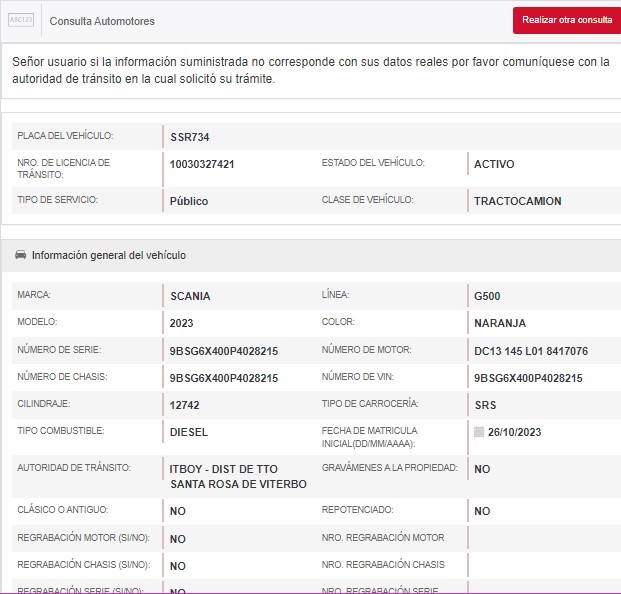 ABC123 Consulta Automotores Realizar otra consulta
Señor usuario si la información suministrada no corresponde con sus datos reales por favor comuníquese con la
autoridad de tránsito en la cual solicitó su trámite.
PLACA DEL VEHÍCULO: SSR734
NRO. DE LICENCIA DE
TRÁNSITO: 10030327421 ESTADO DEL VEHÍCULO: ACTIVO
TIPO DE SERVICIO: Público CLASE DE VEHÍCULO: TRACTOCAMION
Información general del vehículo
MARCA: SCANIA LÍNEA: G500
MODELO: 2023 COLOR: NARANJA
NÚMERO DE SERIE: 9BSG6X400P4028215 NÚMERO DE MOTOR: DC13 145 L01 8417076
NÚMERO DE CHASIS: 9BSG6X400P4028215 NÚMERO DE VIN: 9BSG6X400P4028215
CILINDRAJE: 12742 TIPO DE CARROCERÍA: SRS
TIPO COMBUSTIBLE: DIESEL FECHA DE MATRICULA
INICIAL(DD/MM/AAAA): 26/10/2023
AUTORIDAD DE TRÁNSITO: ITBOY - DIST DE TTO
SANTA ROSA DE VITERBO GRAVÁMENES A LA PROPIEDAD: NO
CLÁSICO O ANTIGUO: NO REPOTENCIADO: NO
REGRABACIÓN MOTOR (SI/NO): NO NRO. REGRABACIÓN MOTOR
REGRABACIÓN CHASIS (SI/NO): NO NRO. REGRABACIÓN CHASIS
REGRABACIÓN SERIE (SI/NO): NO NRO. REGRABACIÓN SERIE